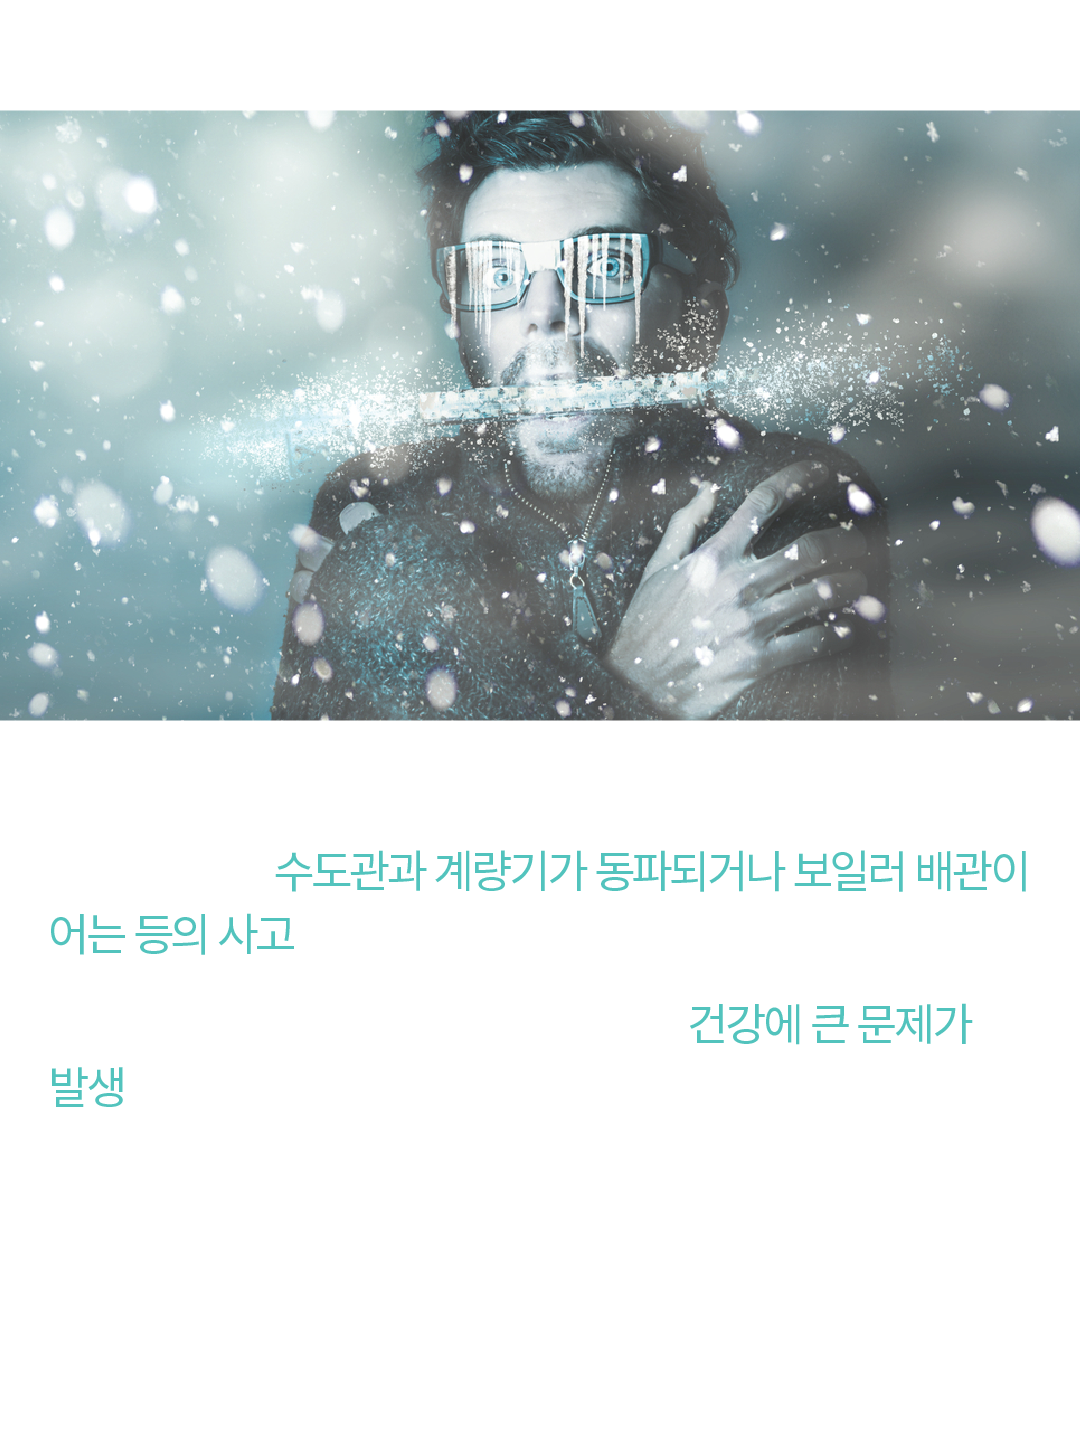 수도관과 계량기가 동파되거나 보일러 배관이
어는 등의 사고
건강에 큰 문제가
발생